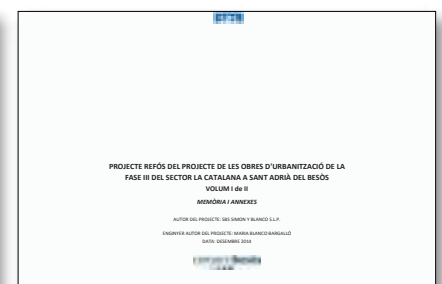 PROJECTE REFÓS DEL PROJECTE DE LES OBRES D'URBANITZACIÓ DE LA
FASE III DEL SECTOR LA CATALANA A SANT ADRIÀ DEL BESÒS
VOLUM I de II
MEMÒRIA I ANNEXES
AUTOR DEL PROJECTE: SBS SIMON Y BLANCO S.L.P.
ENGINYER AUTOR DEL PROJECTE: MARIA BLANCO BARGALLÓ
DATA: DESEMBRE 2014